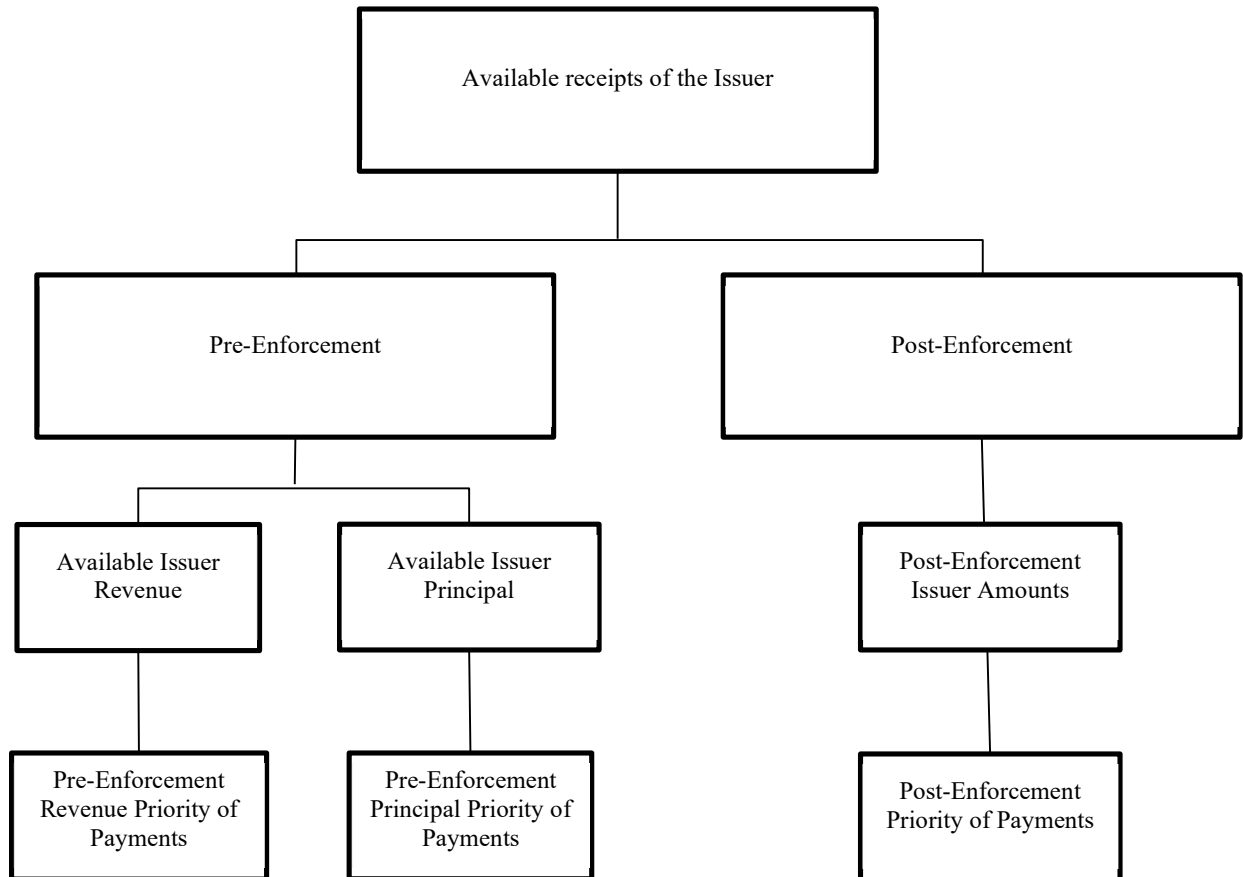 Available receipts of the Issuer
Pre-Enforcement
Post-Enforcement
Available Issuer
Revenue
Available Issuer
Principal
Post-Enforcement
Issuer Amounts
Pre-Enforcement
Revenue Priority of
Payments
Pre-Enforcement
Principal Priority of
Payments
Post-Enforcement
Priority of Payments